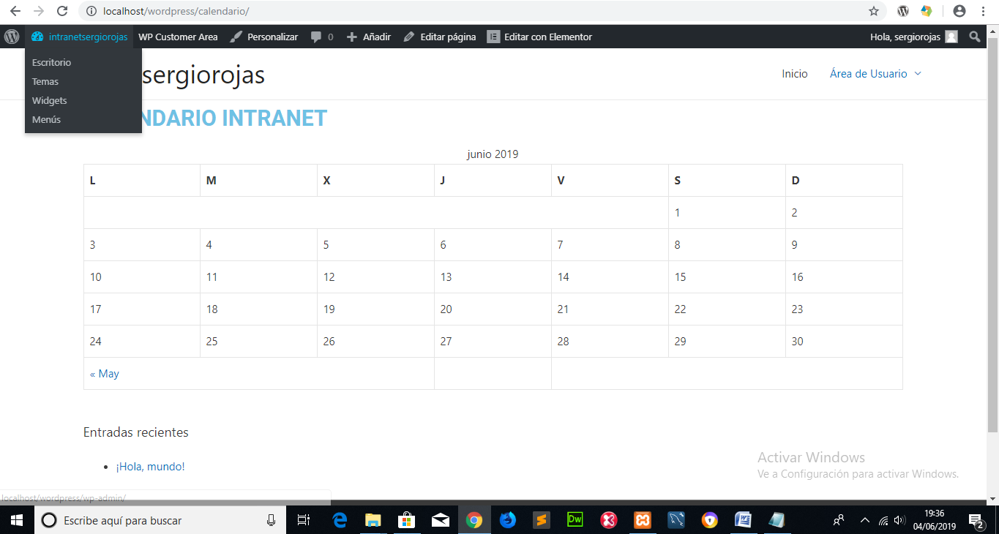 localhost/wordpress/calendario/
intranetsergiorojas WP Customer Area Personalizar 0 Añadir Editar página Editar con Elementor Hola, sergiorojas
Escritorio
Temas
Widgets
Menús
sergiorojas
Inicio Área de Usuario
NDARIO INTRANET
junio 2019
L M X J V S D
1 2
3 4 5 6 7 8 9
10 11 12 13 14 15 16
17 18 19 20 21 22 23
24 25 26 27 28 29 30
« May
Entradas recientes
¡Hola, mundo!
Activar Windows
Ve a Configuración para activar Windows.
localhost/wordpress/wp-admin/
Escribe aquí para buscar
Dw
W
19:36
04/06/2019
2